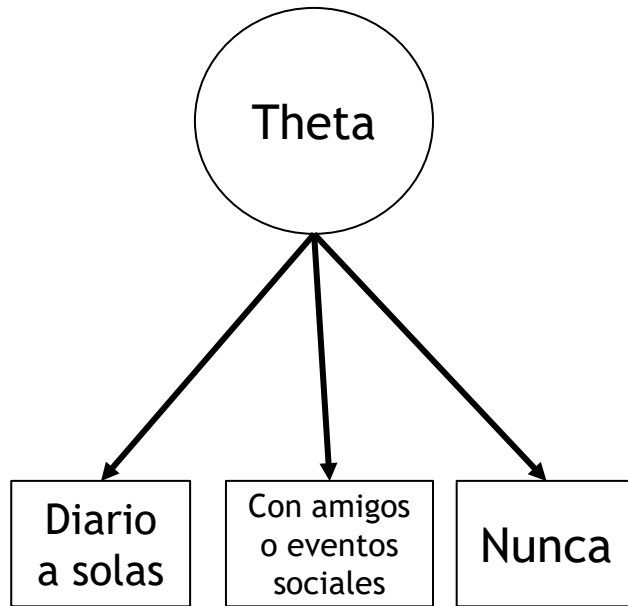 Theta
Diario
a solas
Con amigos
o eventos
sociales
Nunca